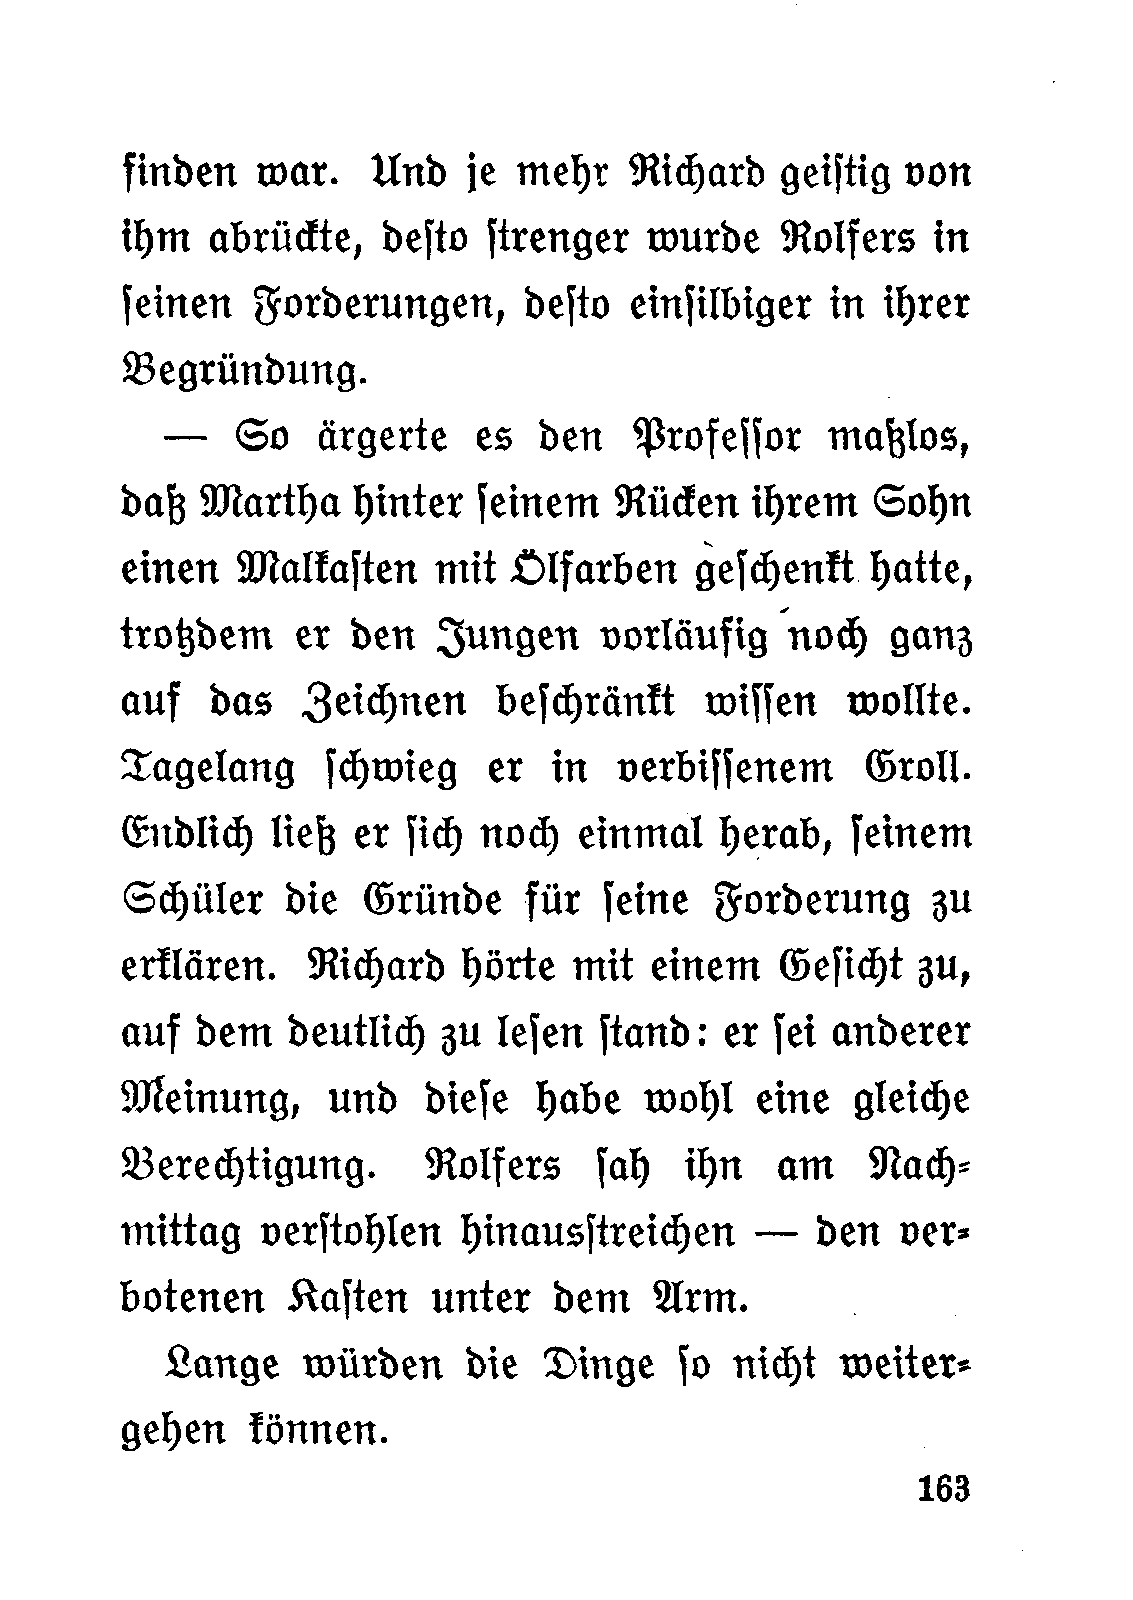 finden war. Und je mehr Richard geiſtig von
ihm abrückte, deſto ſtrenger wurde Rolfers in
ſeinen Forderungen, deſto einſilbiger in ihrer
Begründung.
— So ärgerte es den Profeſſor maßlos,
daß Martha hinter ſeinem Rücken ihrem Sohn
einen Malkaſten mit Ölfarben geſchenkt hatte,
trotzdem er den Jungen vorläufig noch ganz
auf das Zeichnen beſchränkt wiſſen wollte.
Tagelang ſchwieg er in verbiſſenem Groll.
Endlich ließ er ſich noch einmal herab, ſeinem
Schüler die Gründe für ſeine Forderung zu
erklären. Richard hörte mit einem Geſicht zu,
auf dem deutlich zu leſen ſtand: er ſei anderer
Meinung, und dieſe habe wohl eine gleiche
Berechtigung. Rolfers ſah ihn am Nach⸗
mittag verſtohlen hinausſtreichen — den ver⸗
botenen Kaſten unter dem Arm.
Lange würden die Dinge ſo nicht weiter⸗
gehen können.
163